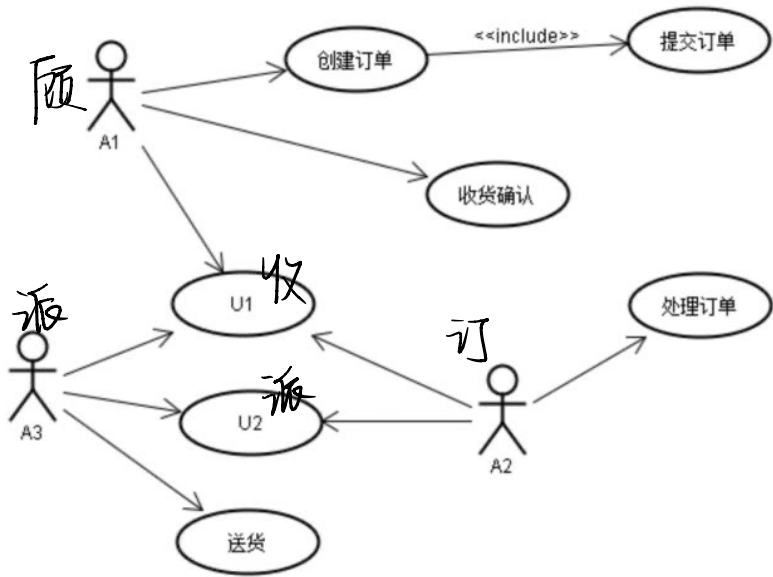 创建订单
<<include>>
提交订单
顾
A1
收货确认
U1
收
处理订单
派
订
A3
U2
派
A2
送货